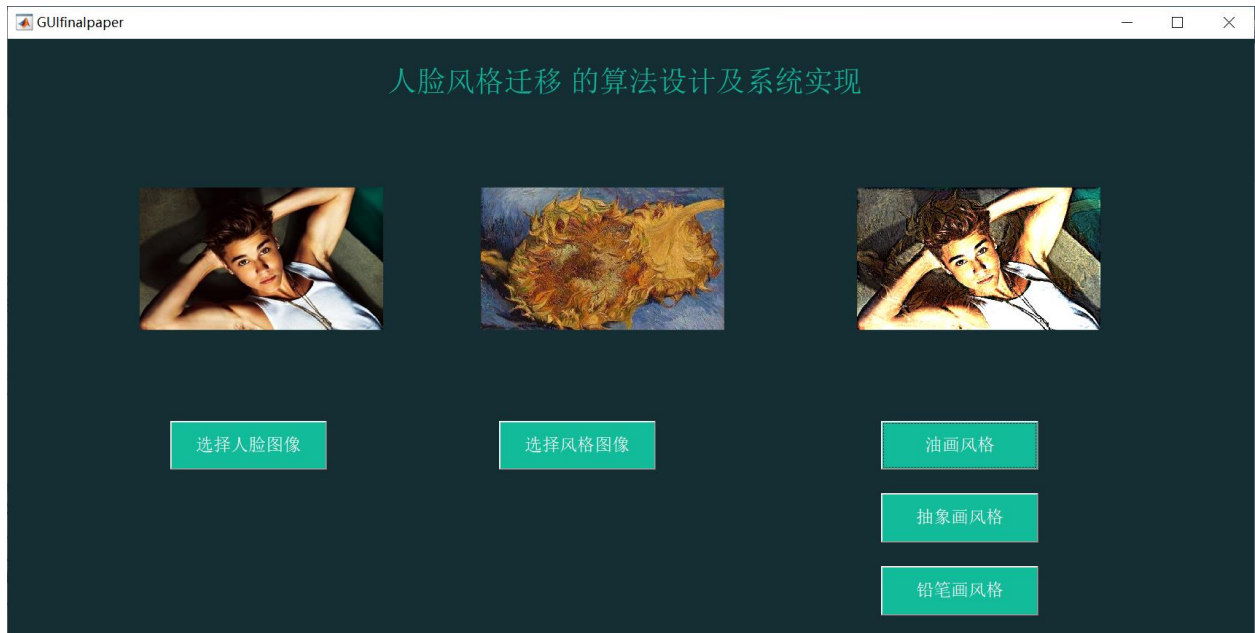 GUIfinalpaper
人脸风格迁移 的算法设计及系统实现
选择人脸图像
选择风格图像
油画风格
抽象画风格
铅笔画风格